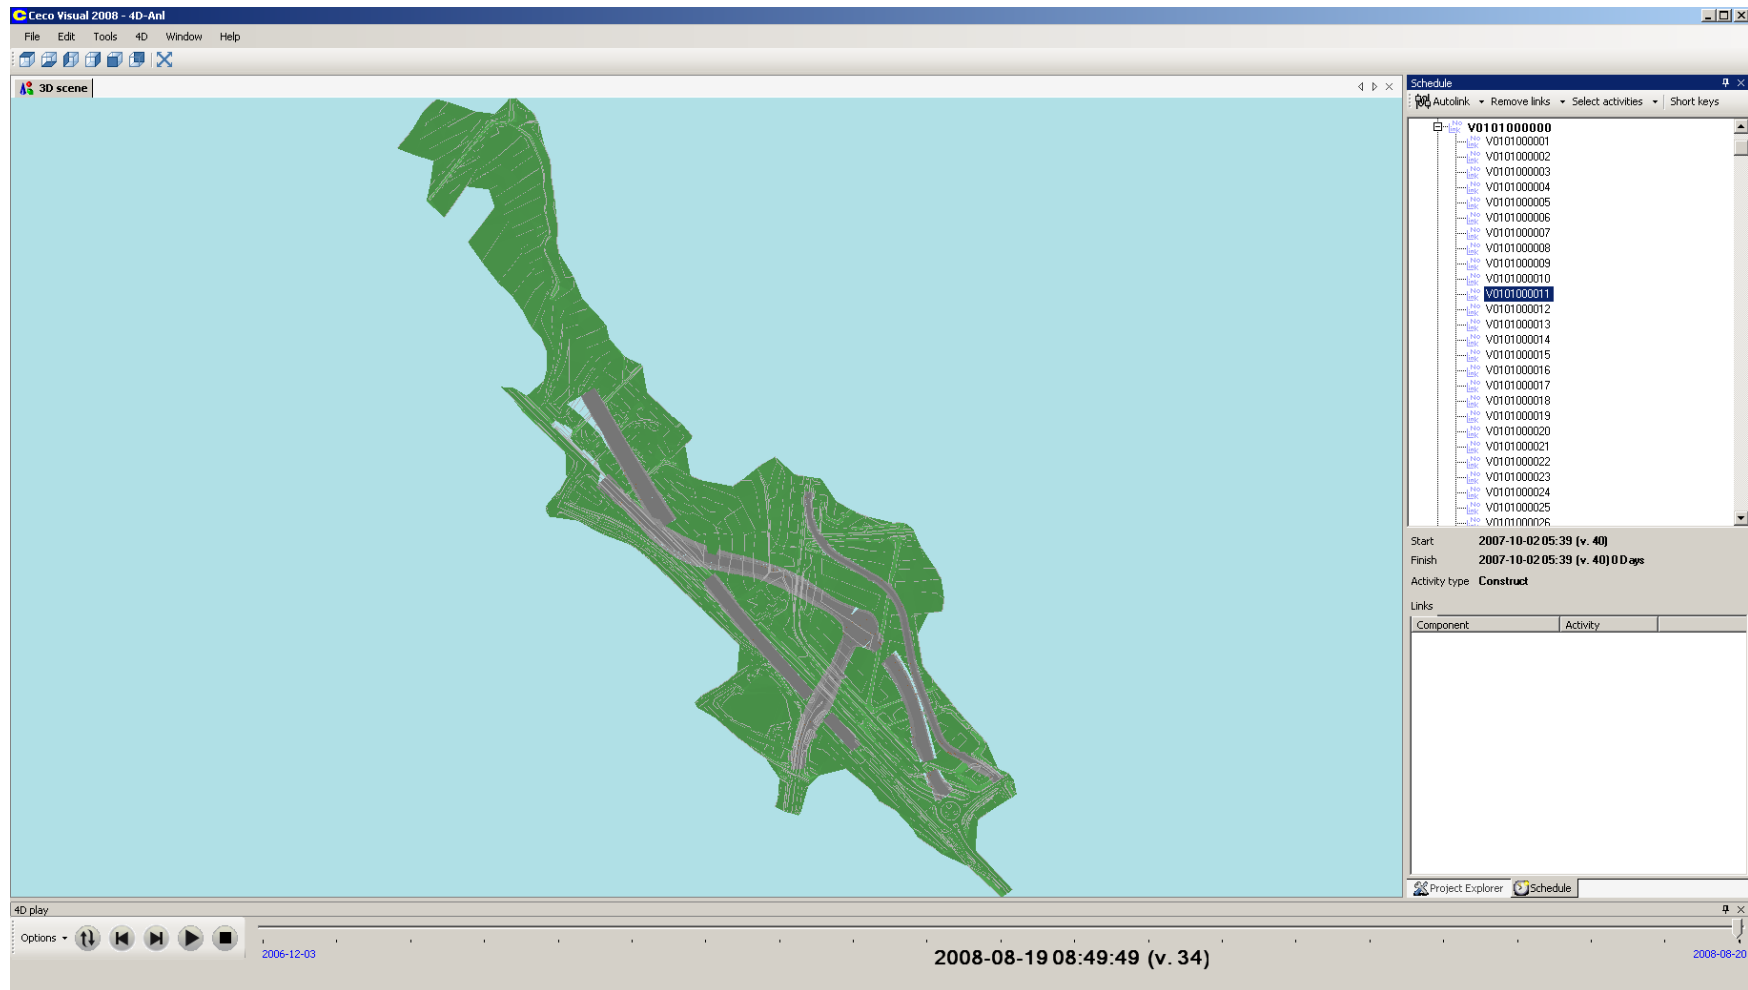 Ceco Visual 2008 - 4D-Anl
File Edit Tools 4D Window Help
3D scene
Schedule
Autolink Remove links Select activities Short keys
V0101000000
V0101000001
V0101000002
V0101000003
V0101000004
V0101000005
V0101000006
V0101000007
V0101000008
V0101000009
V0101000010
V0101000011
V0101000012
V0101000013
V0101000014
V0101000015
V0101000016
V0101000017
V0101000018
V0101000019
V0101000020
V0101000021
V0101000022
V0101000023
V0101000024
V0101000025
V0101000026
Start 2007-10-02 05:39 (v. 40)
Finish 2007-10-02 05:39 (v. 40) 0 Days
Activity type Construct
Links
Component Activity
Project Explorer Schedule
4D play
Options
2006-12-03
2008-08-19 08:49:49 (v. 34)
2008-08-20